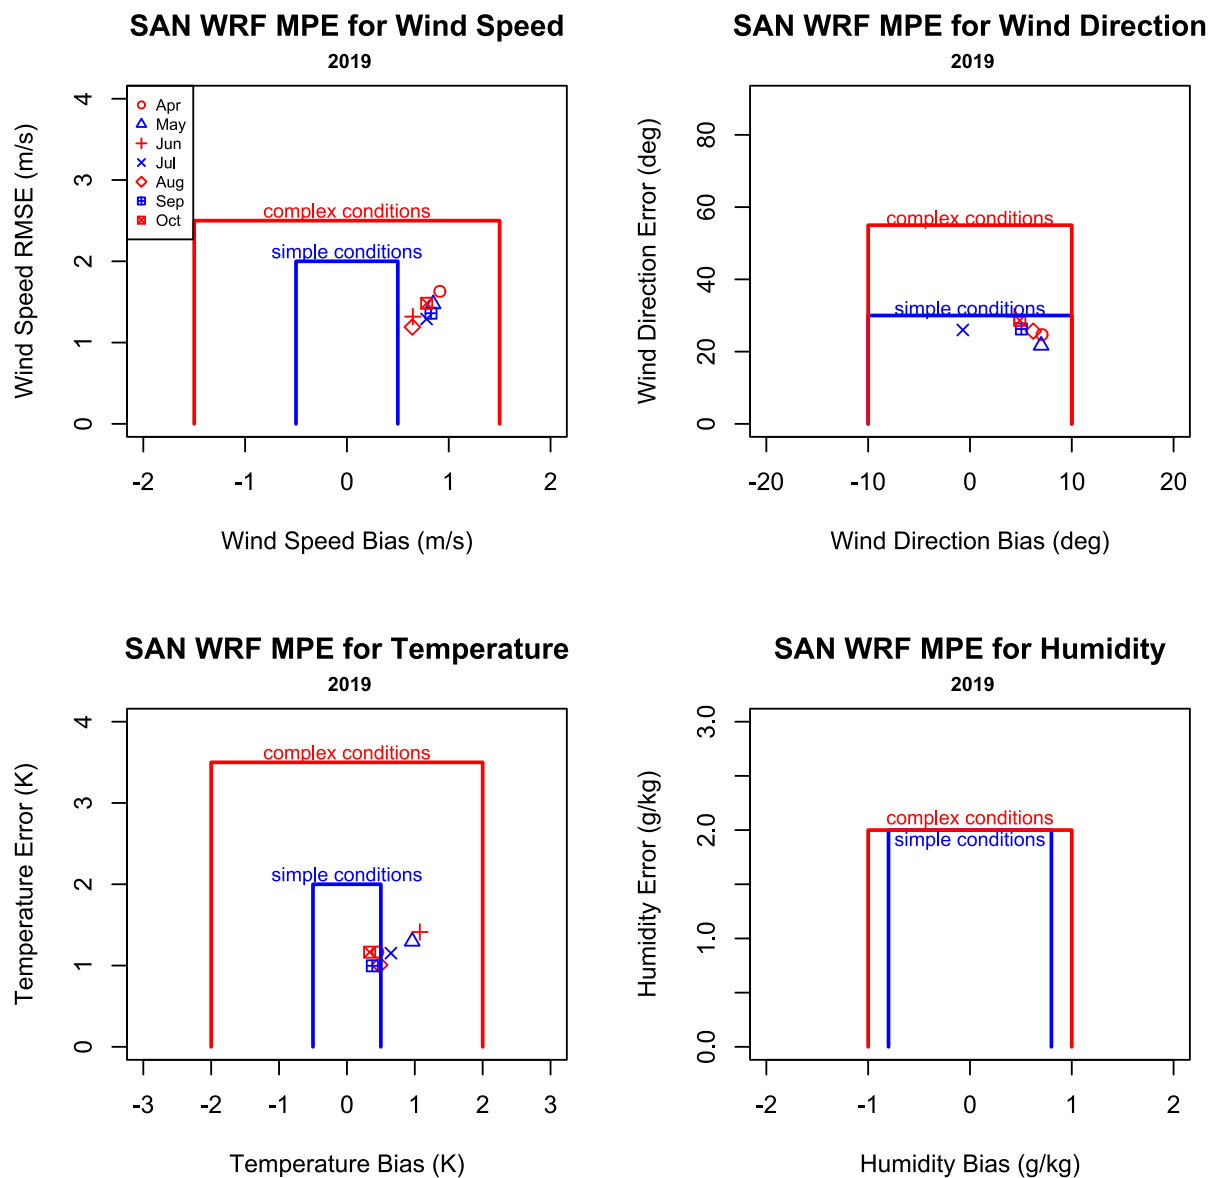 SAN WRF MPE for Wind Speed
2019
4
3
2
1
0
Wind Speed RMSE (m/s)
Apr
May
Jun
Jul
Aug
Sep
Oct
complex conditions
simple conditions
-2 -1 0 1 2
Wind Speed Bias (m/s)
SAN WRF MPE for Wind Direction
2019
80
60
40
20
0
Wind Direction Error (deg)
complex conditions
simple conditions
-20 -10 0 10 20
Wind Direction Bias (deg)
SAN WRF MPE for Temperature
2019
4
3
2
1
0
Temperature Error (K)
complex conditions
simple conditions
-3 -2 -1 0 1 2 3
Temperature Bias (K)
SAN WRF MPE for Humidity
2019
3.0
2.0
1.0
0.0
Humidity Error (g/kg)
complex conditions
simple conditions
-2 -1 0 1 2
Humidity Bias (g/kg)